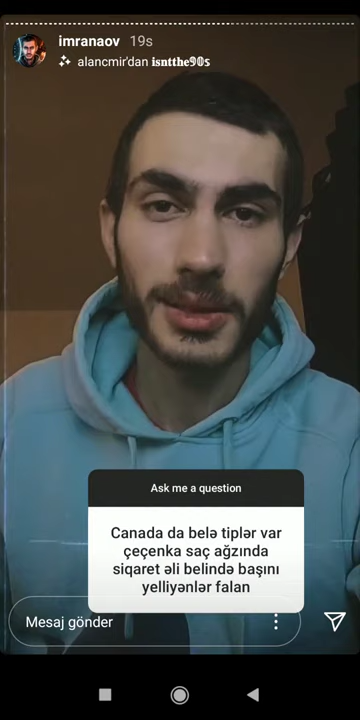 imranaov 19s
alancmir'dan isnttheθ0s
Ask me a question
Canada da belə tiplər var
çeçenka saç ağzında
siqaret əli belində başını
yelliyənlər falan
Mesaj gönder